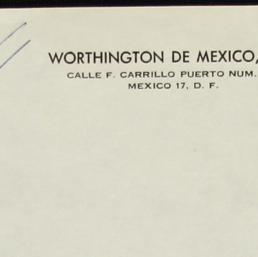 WORTHINGTON DE MEXICO,
CALLE F. CARRILLO PUERTO NUM.
MEXICO 17, D. F.